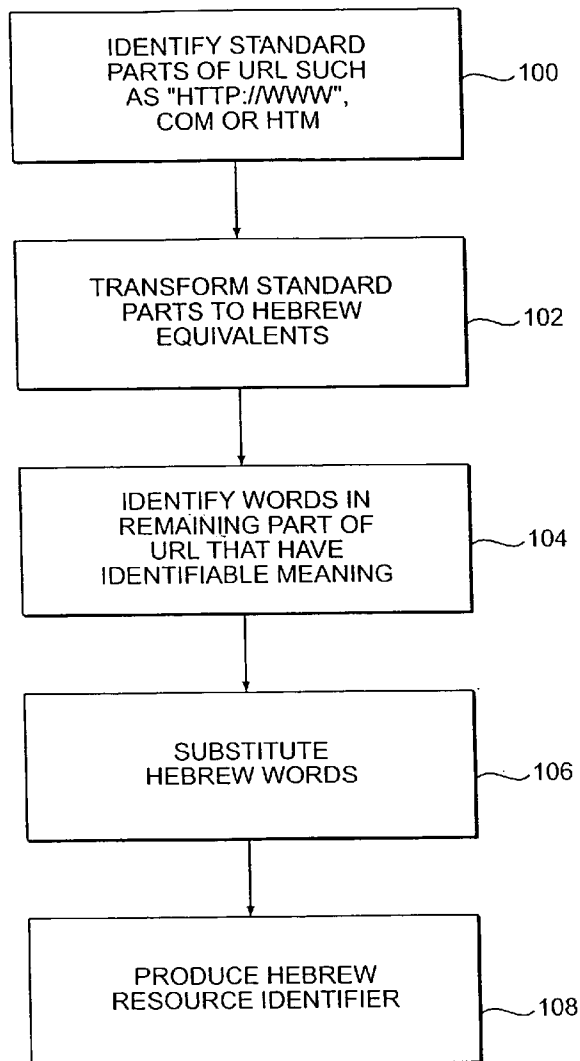 IDENTIFY STANDARD
PARTS OF URL SUCH
AS "HTTP://WWW",
COM OR HTM
100
TRANSFORM STANDARD
PARTS TO HEBREW
EQUIVALENTS
102
IDENTIFY WORDS IN
REMAINING PART OF
URL THAT HAVE
IDENTIFIABLE MEANING
104
SUBSTITUTE
HEBREW WORDS
106
PRODUCE HEBREW
RESOURCE IDENTIFIER
108